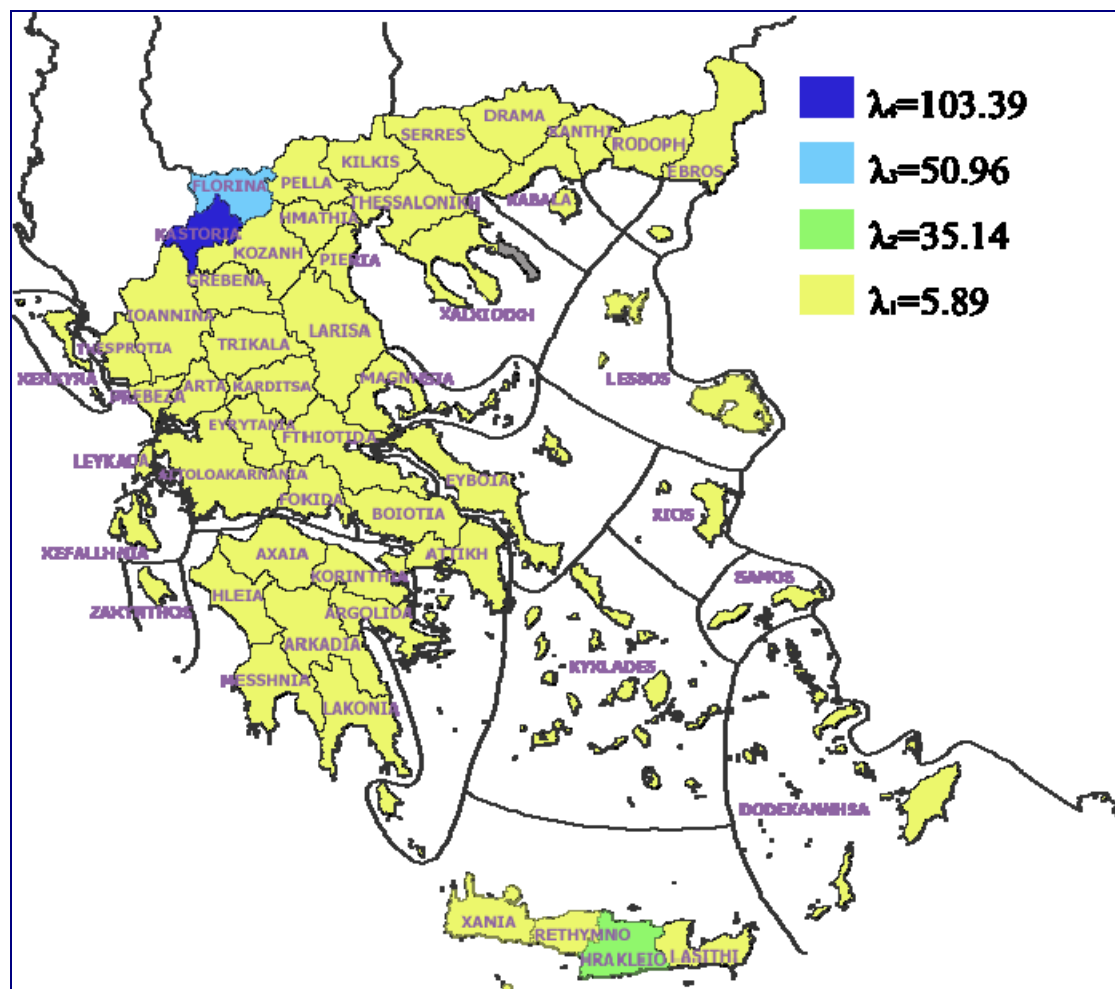 λ4=103.39
λ3=50.96
λ2=35.14
λ1=5.89
DRAMA
SERRES
XANTHI
RODOPH
EBROS
KILKIS
FLORINA
PELLA
THESSALONIKH
KABALA
HMATHIA
KASTORIA
KOZANH
PIERIA
GREBENA
XALKIDIKH
IOANNINA
LARISA
THESPROTIA
TRIKALA
XERKYRA
MAGNHSIA
LESBOS
PREBEZA
ARTA
KARDITSA
EYRYTANIA
FTHIOTIDA
LEYKADA
AITOLOAKARNANIA
EYBOIA
FOKIDA
BOIOTIA
XIOS
XEFALLHNIA
AXAIA
ATTIKH
KORINTHIA
SAMOS
HLEIA
ZAKYNTHOS
ARGOLIDA
ARKADIA
KYKLADES
MESSHNIA
LAKONIA
DODEKANNHSA
XANIA
RETHYMNO
HRAKLEIO
LASITHI